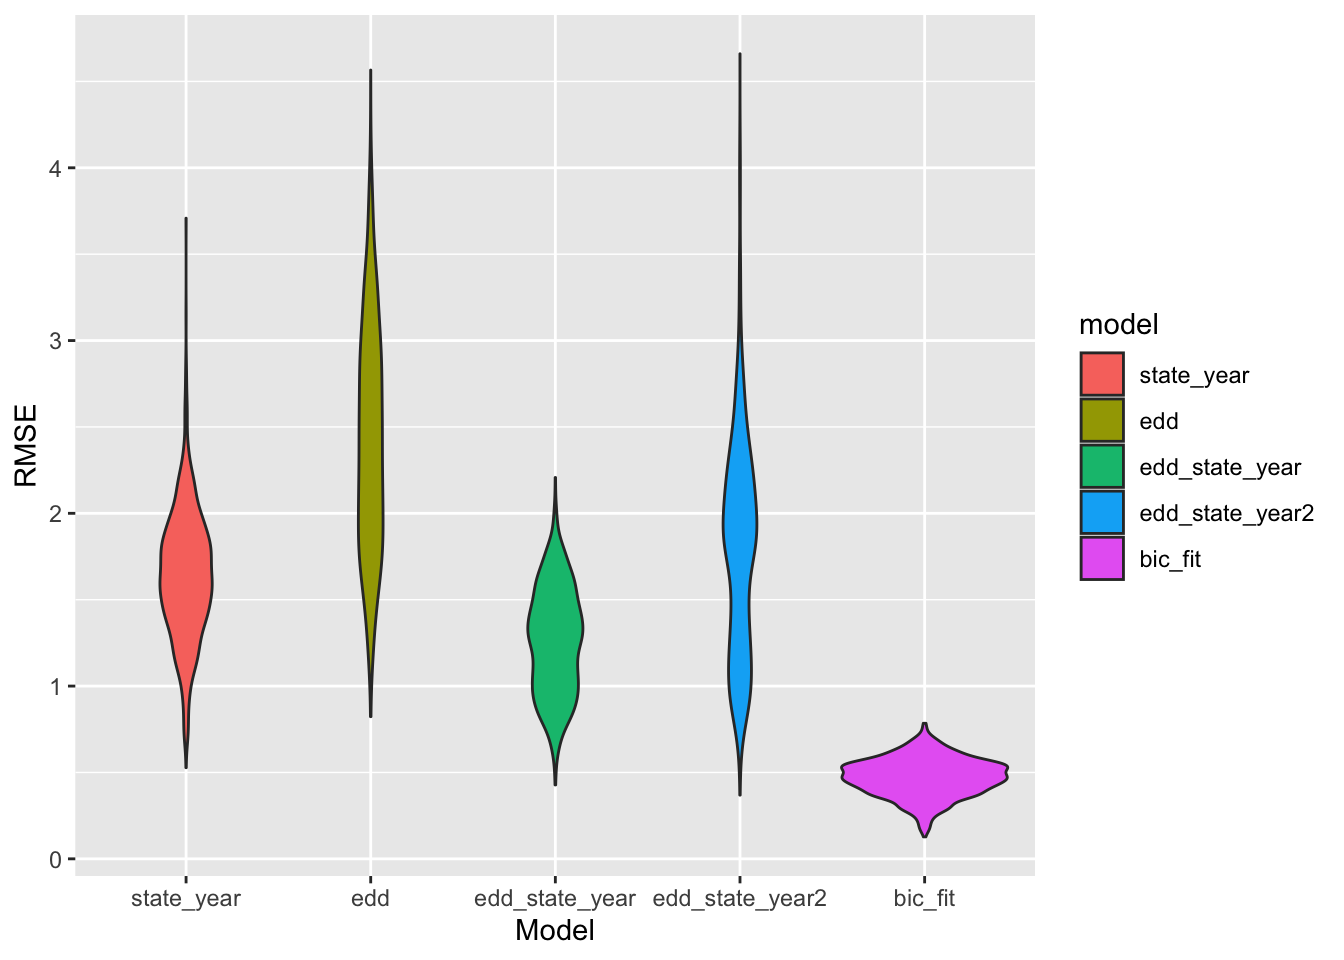 RMSE
4
3
2
1
0
state_year
edd
edd_state_year
edd_state_year2
bic_fit
Model
model
state_year
edd
edd_state_year
edd_state_year2
bic_fit